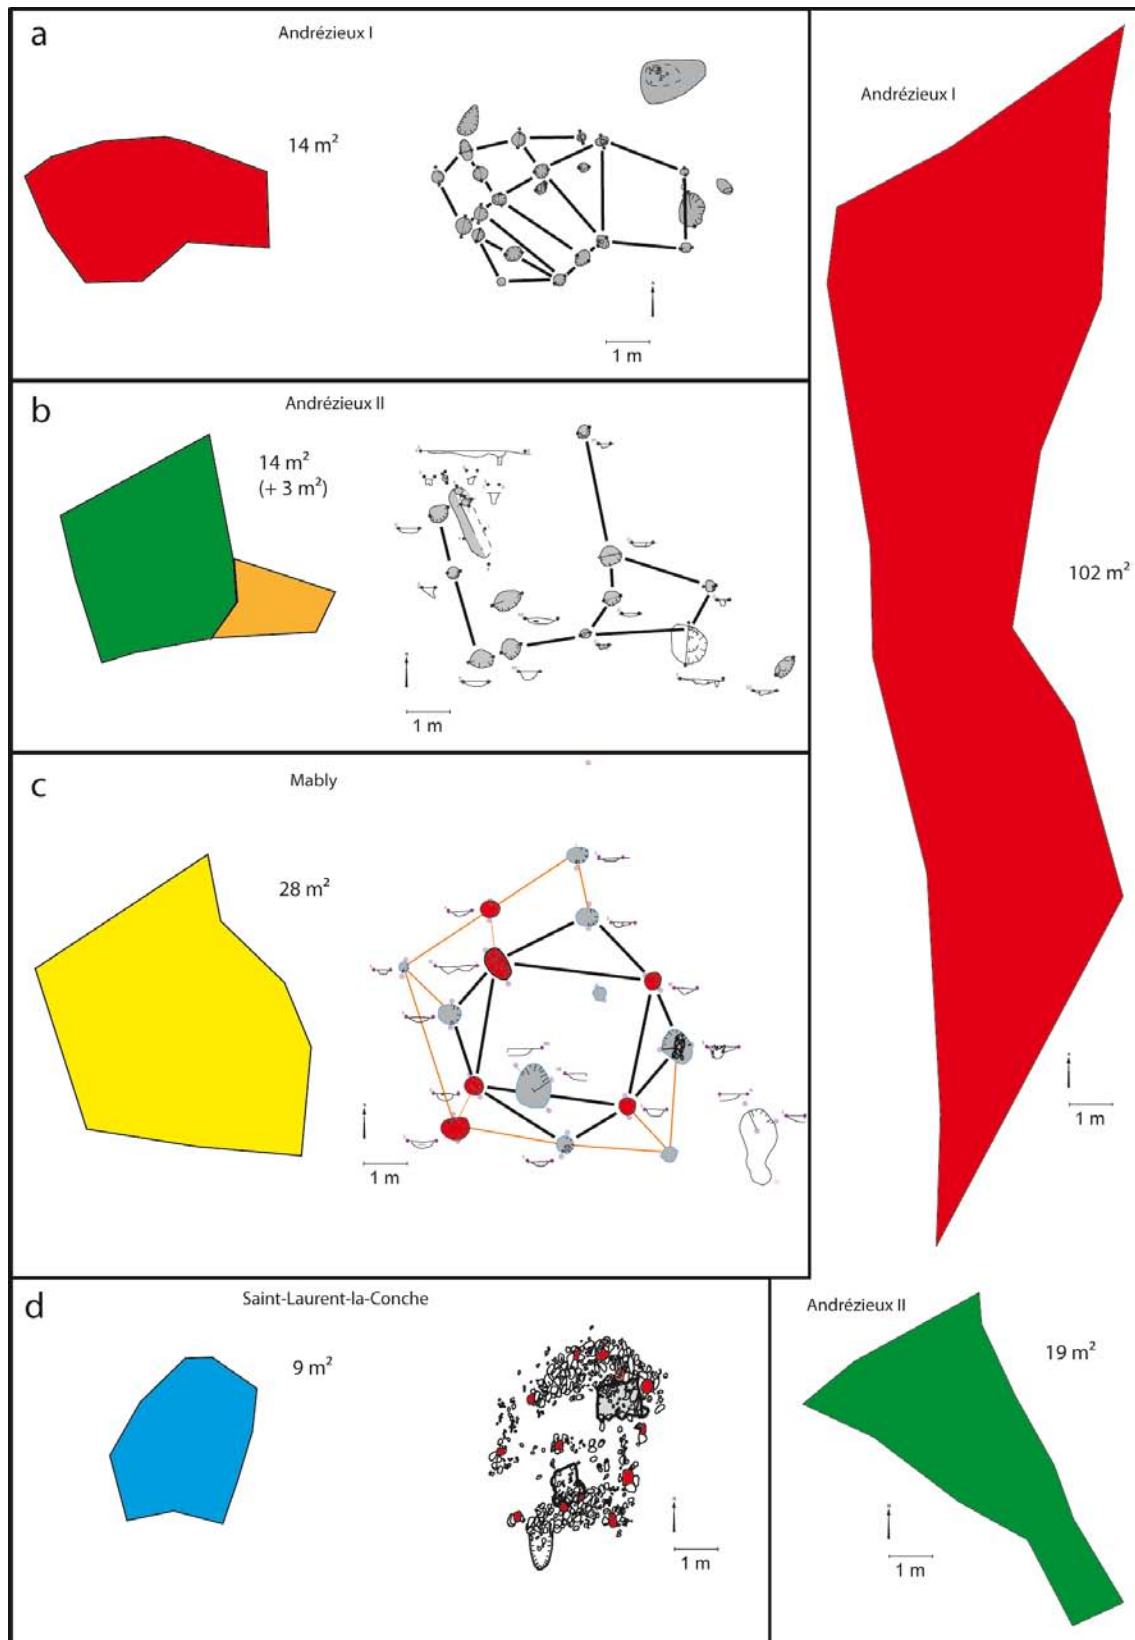 a
Andrézieux I
14 m²
1 m
b
Andrézieux II
14 m²
(+ 3 m²)
1 m
c
Mably
28 m²
1 m
d
Saint-Laurent-la-Conche
9 m²
1 m
Andrézieux I
102 m²
1 m
Andrézieux II
19 m²
1 m